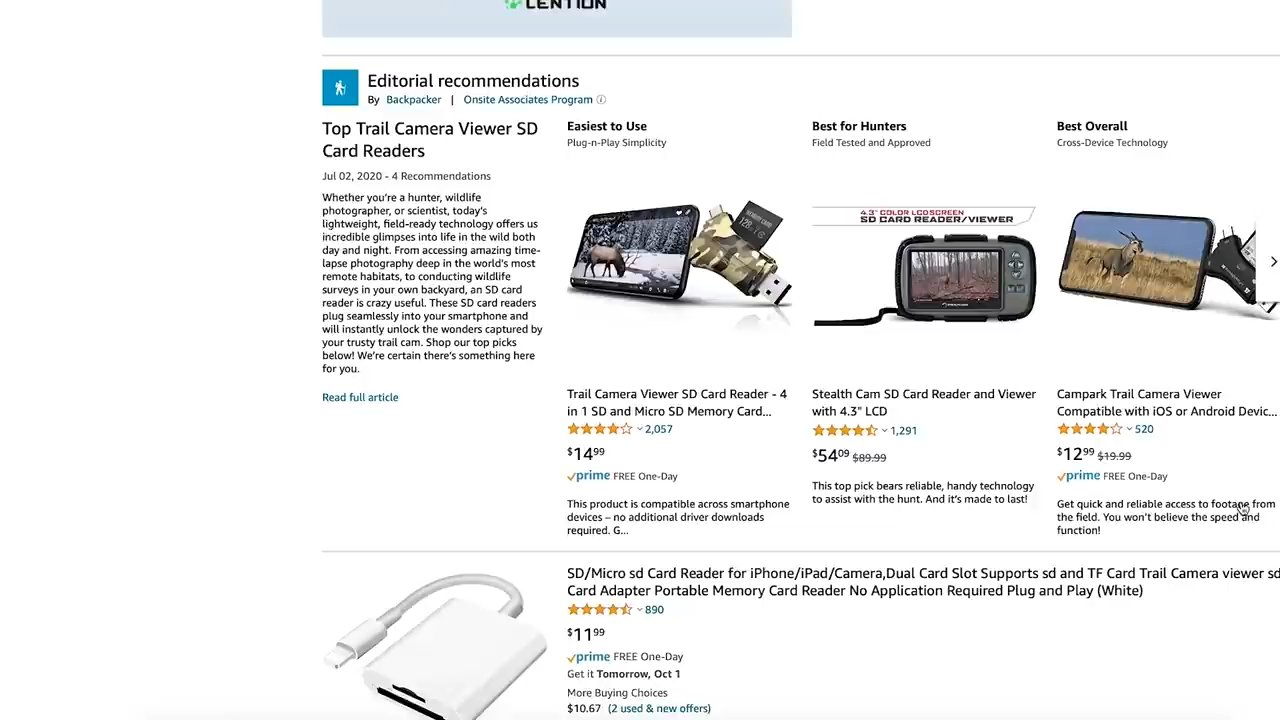 LENTION
Editorial recommendations
By Backpacker | Onsite Associates Program
Top Trail Camera Viewer SD
Card Readers
Jul 02, 2020 - 4 Recommendations
Whether you're a hunter, wildlife
photographer, or scientist, today's
lightweight, field-ready technology offers us
incredible glimpses into life in the wild both
day and night. From accessing amazing time-
lapse photography deep in the world's most
remote habitats, to conducting wildlife
surveys in your own backyard, an SD card
reader is crazy useful. These SD card readers
plug seamlessly into your smartphone and
will instantly unlock the wonders captured by
your trusty trail cam. Shop our top picks
below! We're certain there's something here
for you.
Read full article
Easiest to Use
Plug-n-Play Simplicity
MEMORY CARD
128
Trail Camera Viewer SD Card Reader - 4
in 1 SD and Micro SD Memory Card...
2,057
$14.99
prime FREE One-Day
This product is compatible across smartphone
devices – no additional driver downloads
required. G...
Best for Hunters
Field Tested and Approved
4.3" COLOR LCD SCREEN
SD CARD READER/VIEWER
Stealth Cam SD Card Reader and Viewer
with 4.3" LCD
1,291
$54.09 $89.99
This top pick bears reliable, handy technology
to assist with the hunt. And it's made to last!
Best Overall
Cross-Device Technology
Campark Trail Camera Viewer
Compatible with iOS or Android Devic...
520
$12.99 $19.99
prime FREE One-Day
Get quick and reliable access to footage from
the field. You won't believe the speed and
function!
SD/Micro sd Card Reader for iPhone/iPad/Camera,Dual Card Slot Supports sd and TF Card Trail Camera viewer sd
Card Adapter Portable Memory Card Reader No Application Required Plug and Play (White)
890
$11.99
prime FREE One-Day
Get it Tomorrow, Oct 1
More Buying Choices
$10.67 (2 used & new offers)